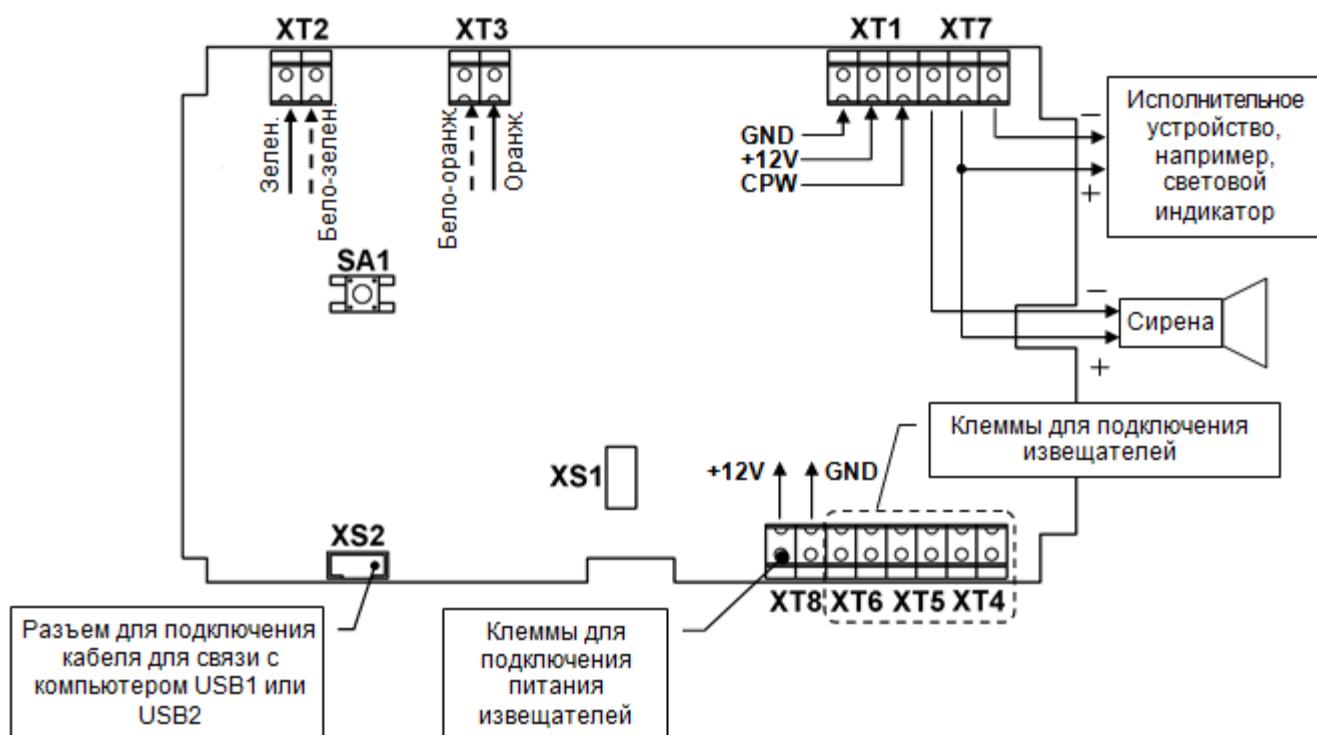 XT2
XT3
XT1
XT7
Зелен.
Бело-зелен.
Бело-оранж.
Оранж.
GND
+12V
CPW
−
+
Исполнительное
устройство,
например,
световой
индикатор
SA1
−
+
Сирена
Клеммы для подключения
извещателей
XS1
+12V
GND
XS2
XT8
XT6
XT5
XT4
Разъем для подключения
кабеля для связи с
компьютером USB1 или
USB2
Клеммы для
подключения
питания
извещателей